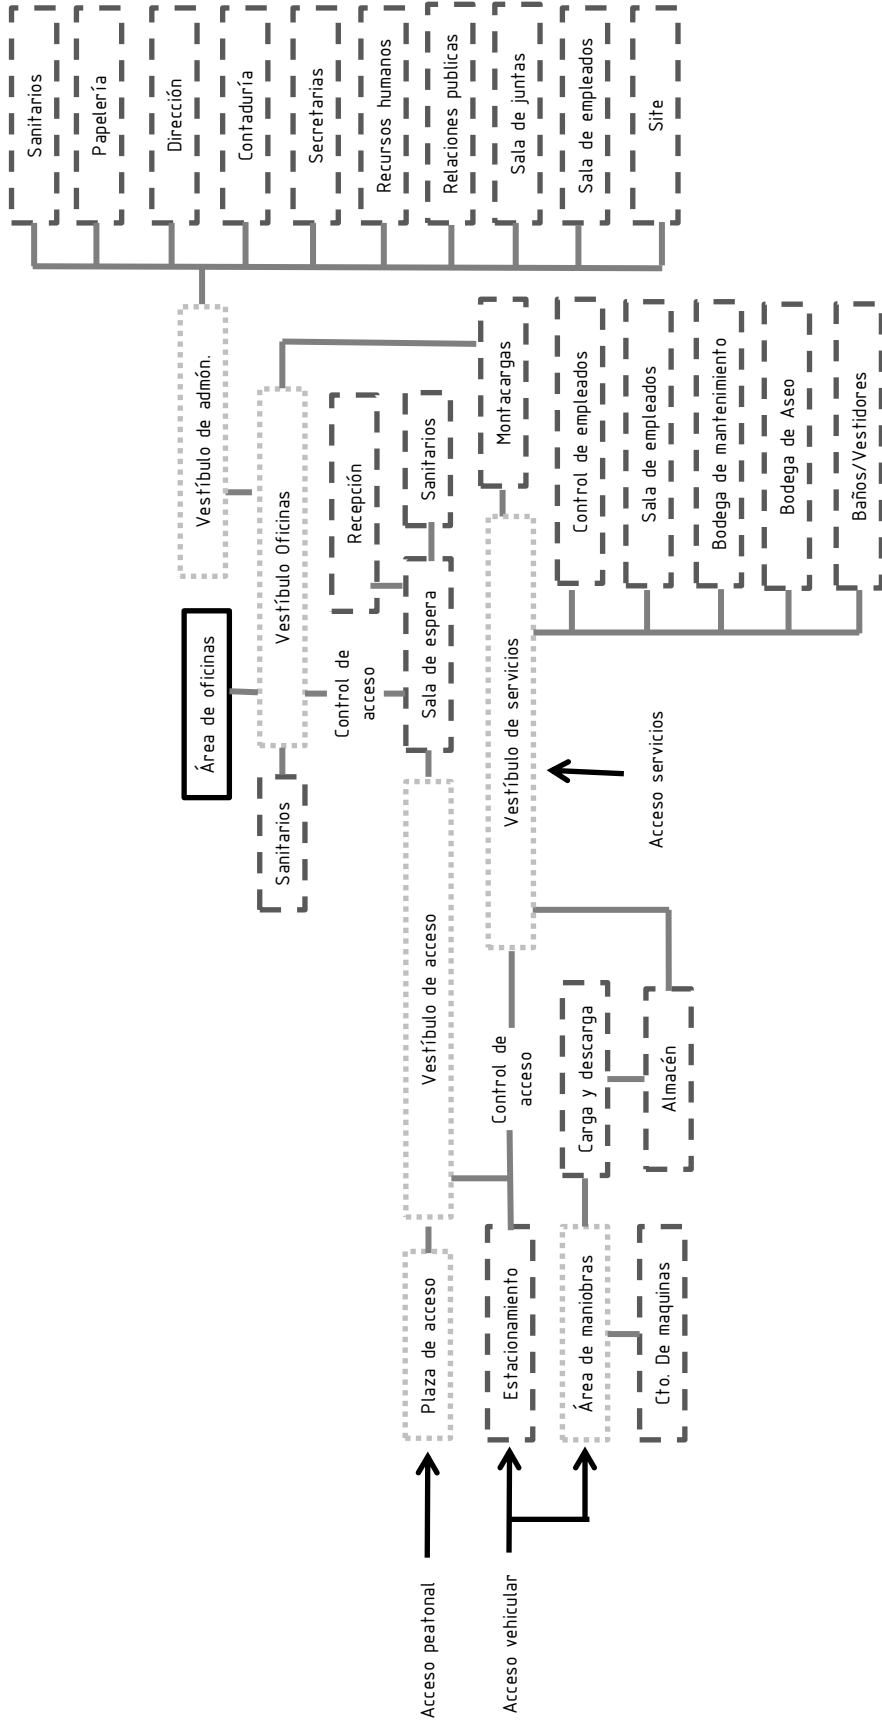 Sanitarios
Papelería
Dirección
Vestíbulo de admón.
Área de oficinas
Contaduría
Sanitarios
Vestíbulo Oficinas
Secretarias
Control de
acceso
Recepción
Recursos humanos
Acceso peatonal
Plaza de acceso
Vestíbulo de acceso
Sala de espera
Sanitarios
Relaciones publicas
Acceso vehicular
Estacionamiento
Control de
acceso
Vestíbulo de servicios
Montacargas
Sala de juntas
Área de maniobras
Carga y descarga
Control de empleados
Sala de empleados
Cto. De maquinas
Almacén
Acceso servicios
Sala de empleados
Site
Bodega de mantenimiento
Bodega de Aseo
Baños/Vestidores